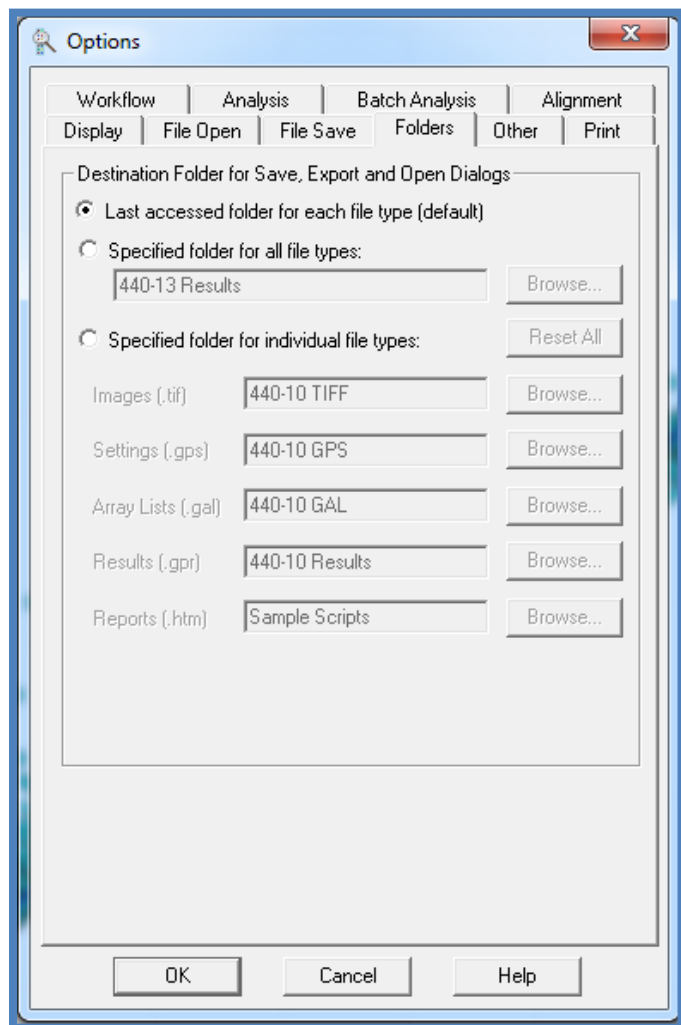 Options
Workflow Analysis Batch Analysis Alignment
Display File Open File Save Folders Other Print
Destination Folder for Save, Export and Open Dialogs
Last accessed folder for each file type (default)
Specified folder for all file types:
440-13 Results Browse...
Specified folder for individual file types: Reset All
Images (.tif) 440-10 TIFF Browse...
Settings (.gps) 440-10 GPS Browse...
Array Lists (.gal) 440-10 GAL Browse...
Results (.gpr) 440-10 Results Browse...
Reports (.htm) Sample Scripts Browse...
OK Cancel Help